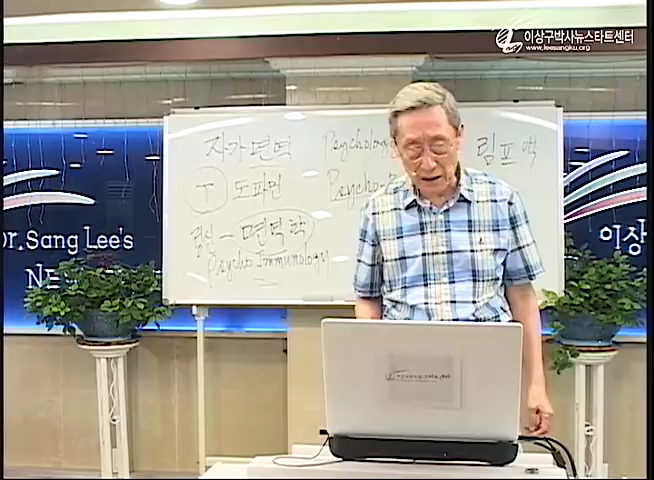 이상구박사뉴스타트센터
www.leesangku.org
자가면역 Psycholog 림프액
T 도파민 Psycho
정신 - 면역학
Psycho Immunology
Dr.Sang Lee's
NE
이상